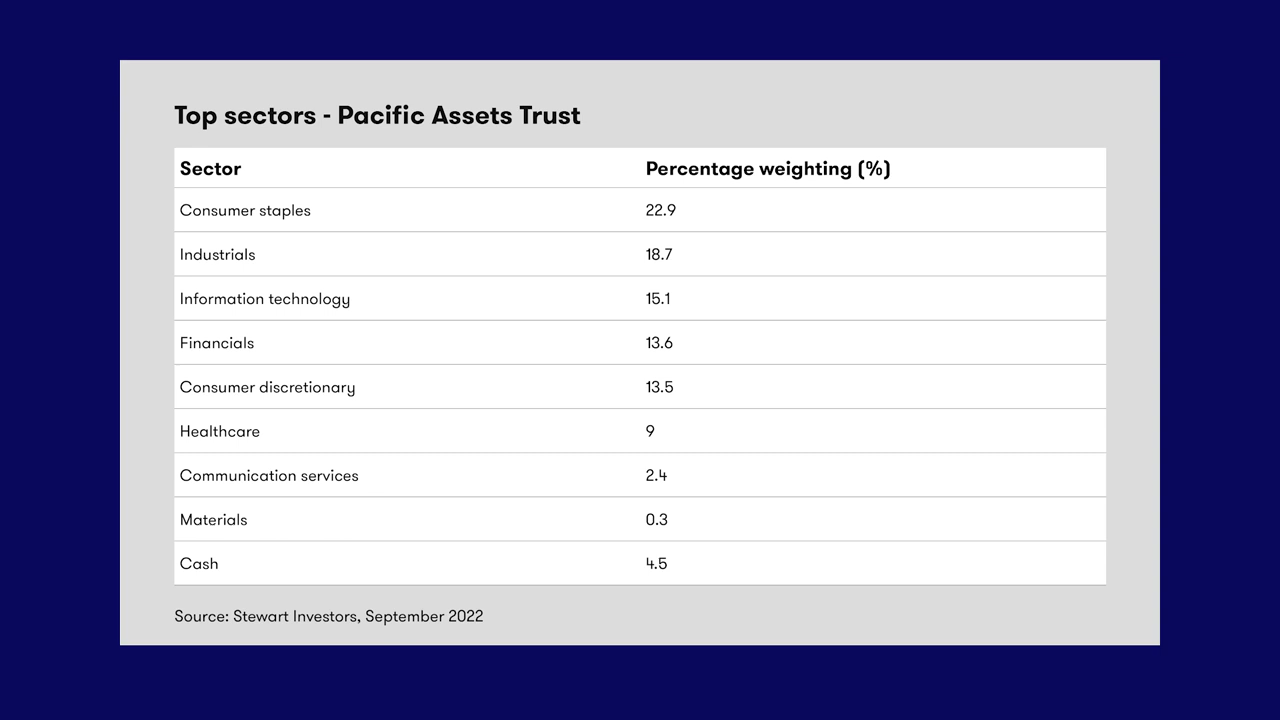 Top sectors - Pacific Assets Trust
Sector Percentage weighting (%)
Consumer staples 22.9
Industrials 18.7
Information technology 15.1
Financials 13.6
Consumer discretionary 13.5
Healthcare 9
Communication services 2.4
Materials 0.3
Cash 4.5
Source: Stewart Investors, September 2022